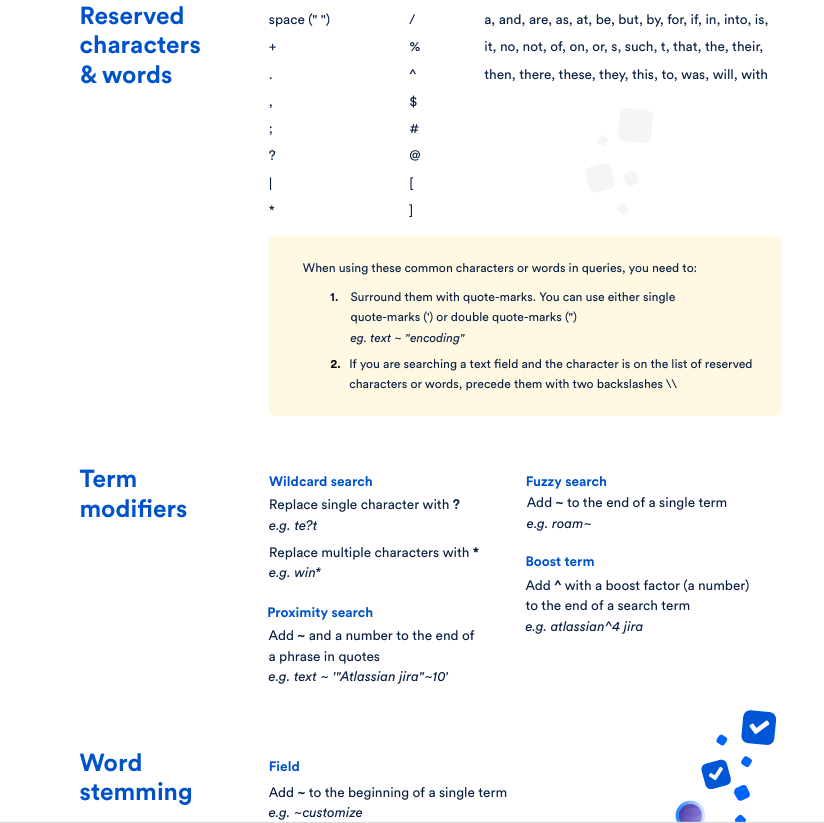 Reserved
characters
& words
space (" ")
+
.
,
;
?
|
*
/
%
^
$
#
@
[
]
a, and, are, as, at, be, but, by, for, if, in, into, is,
it, no, not, of, on, or, s, such, t, that, the, their,
then, there, these, they, this, to, was, will, with
When using these common characters or words in queries, you need to:
1. Surround them with quote-marks. You can use either single
quote-marks (') or double quote-marks (")
eg. text ~ "encoding"
2. If you are searching a text field and the character is on the list of reserved
characters or words, precede them with two backslashes \\
Term
modifiers
Wildcard search
Replace single character with ?
e.g. te?t
Replace multiple characters with *
e.g. win*
Proximity search
Add ~ and a number to the end of
a phrase in quotes
e.g. text ~ '"Atlassian jira"~10'
Fuzzy search
Add ~ to the end of a single term
e.g. roam~
Boost term
Add ^ with a boost factor (a number)
to the end of a search term
e.g. atlassian^4 jira
Word
stemming
Field
Add ~ to the beginning of a single term
e.g. ~customize